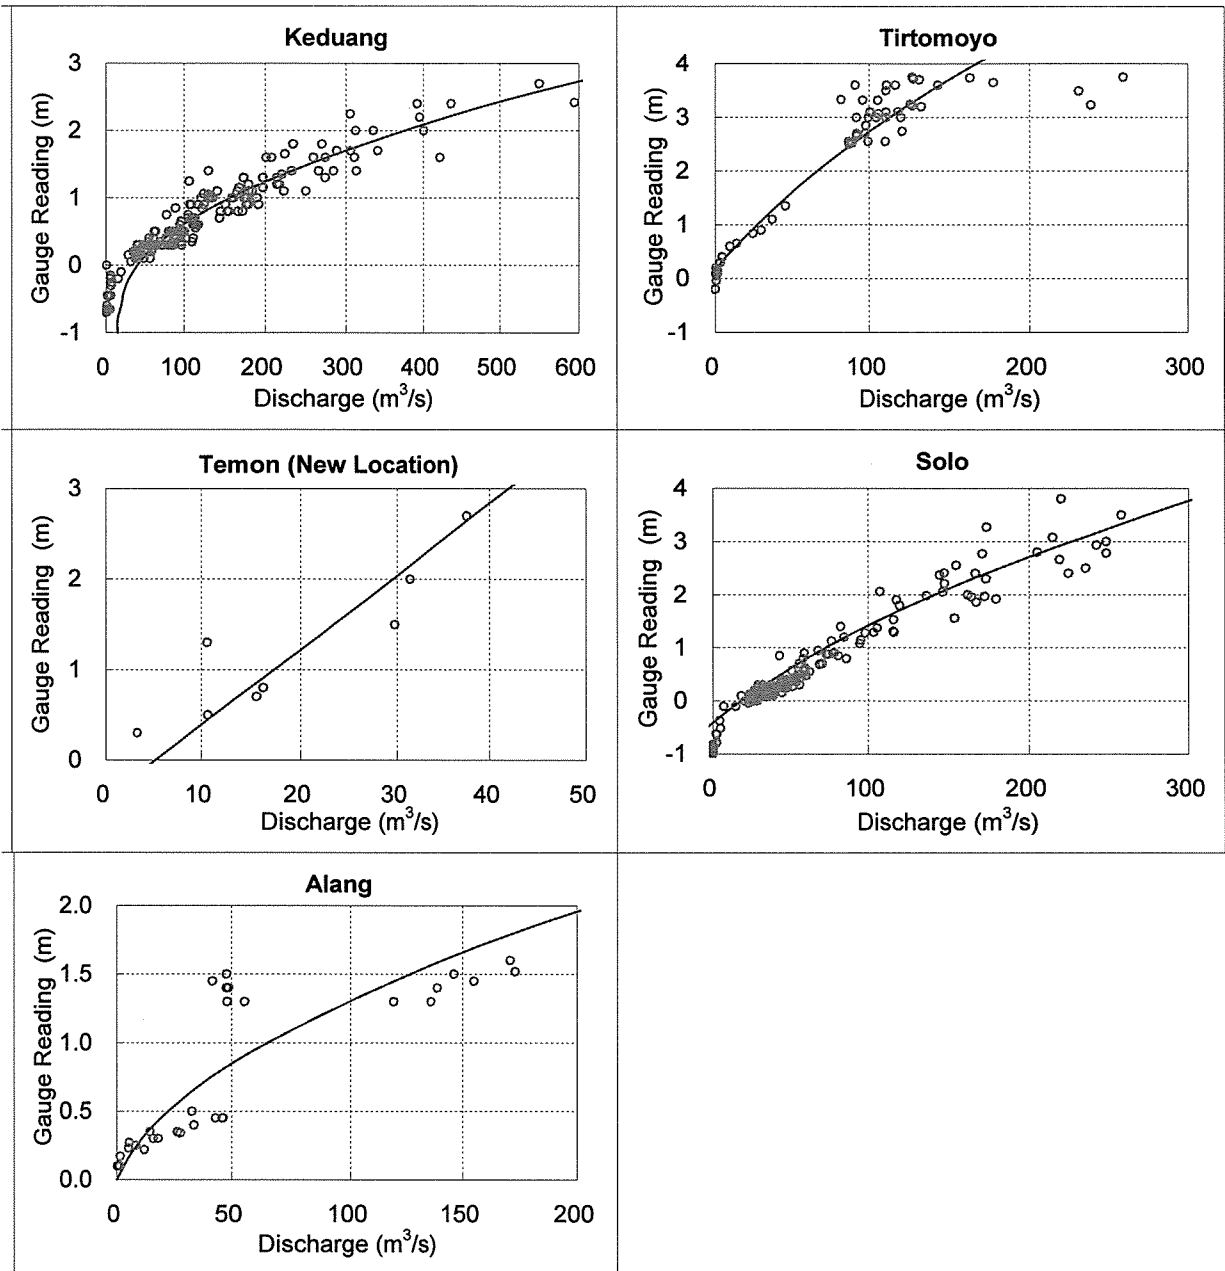 Keduang
3
2
1
0
-1
Gauge Reading (m)
0 100 200 300 400 500 600
Discharge (m³/s)
Tirtomoyo
4
3
2
1
0
-1
Gauge Reading (m)
0 100 200 300
Discharge (m³/s)
Temon (New Location)
3
2
1
0
Gauge Reading (m)
0 10 20 30 40 50
Discharge (m³/s)
Solo
4
3
2
1
0
-1
Gauge Reading (m)
0 100 200 300
Discharge (m³/s)
Alang
2.0
1.5
1.0
0.5
0.0
Gauge Reading (m)
0 50 100 150 200
Discharge (m³/s)